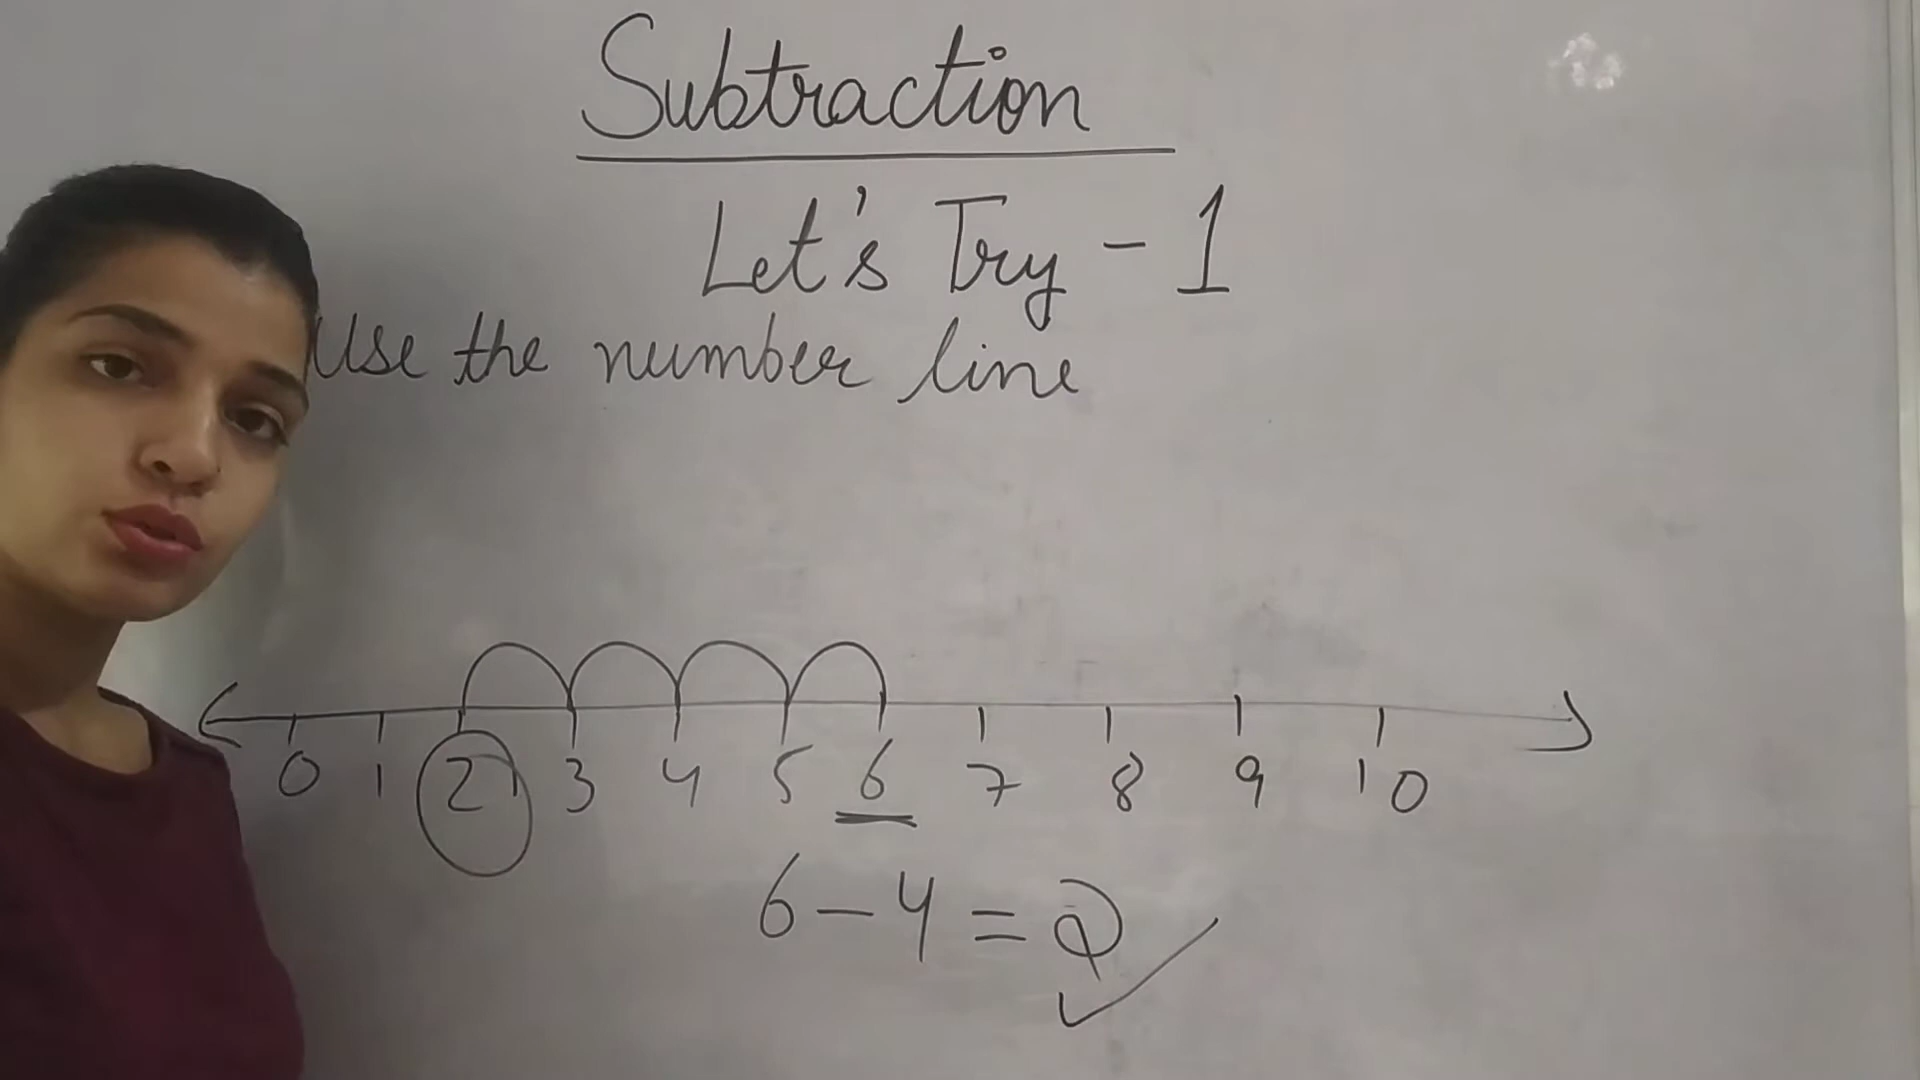 Subtraction
Let's Try - 1
Use the number line
0 1 2 3 4 5 6 7 8 9 10
6 - 4 = 2